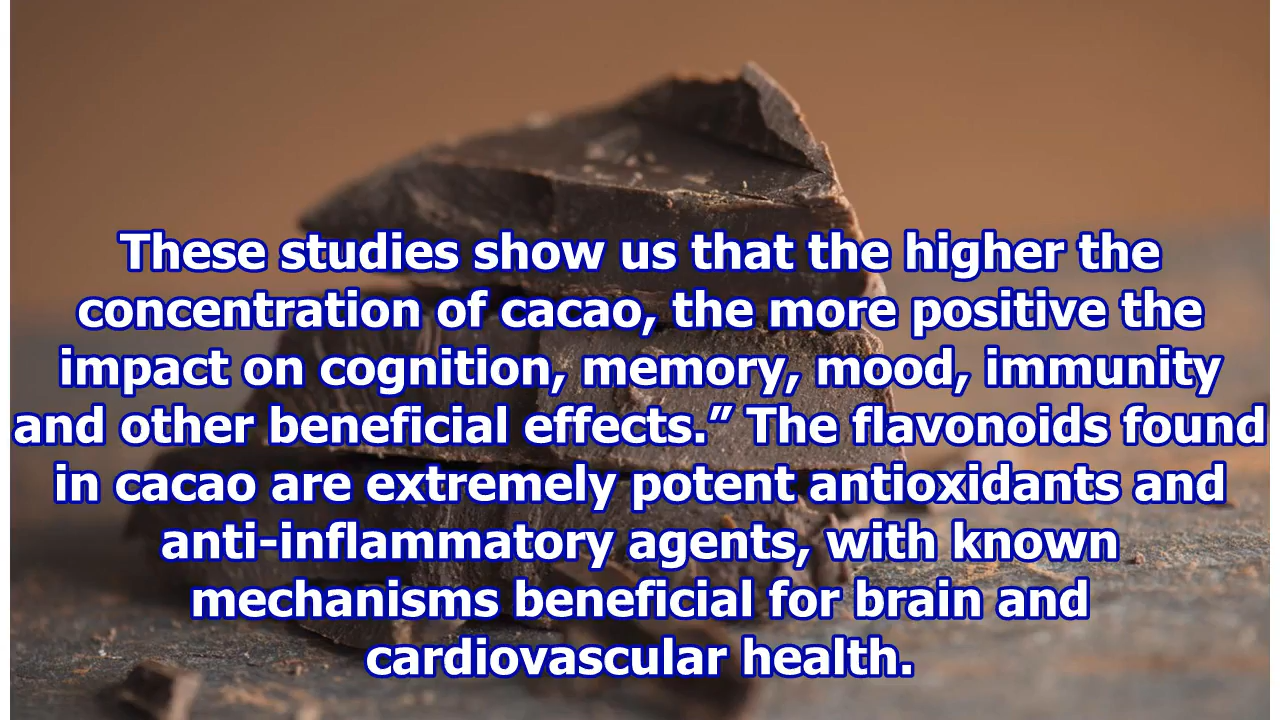 These studies show us that the higher the
concentration of cacao, the more positive the
impact on cognition, memory, mood, immunity
and other beneficial effects.” The flavonoids found
in cacao are extremely potent antioxidants and
anti-inflammatory agents, with known
mechanisms beneficial for brain and
cardiovascular health.